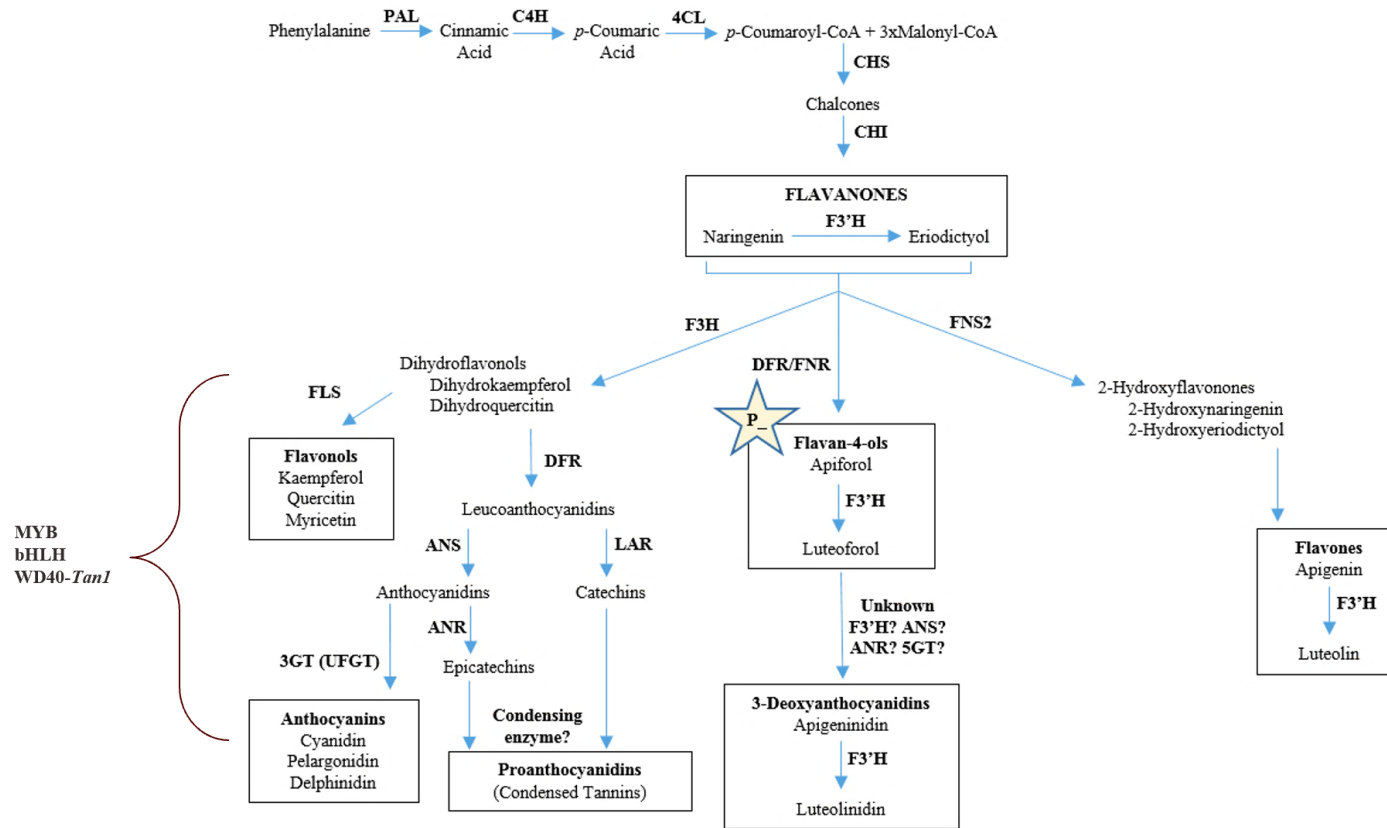 PAL
C4H
4CL
Phenylalanine
Cinnamic
Acid
p-Coumaric
Acid
p-Coumaroyl-CoA + 3xMalonyl-CoA
CHS
Chalcones
CHI
FLAVANONES
F3’H
Naringenin
Eriodictyol
F3H
DFR/FNR
FNS2
Dihydroflavonols
Dihydrokaempferol
Dihydroquercitin
FLS
Flavonols
Kaempferol
Quercitin
Myricetin
DFR
Leucoanthocyanidins
ANS
LAR
Anthocyanidins
Catechins
ANR
3GT (UFGT)
Epicatechins
Condensing
enzyme?
Anthocyanins
Cyanidin
Pelargonidin
Delphinidin
Proanthocyanidins
(Condensed Tannins)
MYB
bHLH
WD40-Tan1
P_
Flavan-4-ols
Apiforol
F3’H
Luteoforol
Unknown
F3’H? ANS?
ANR? 5GT?
3-Deoxyanthocyanidins
Apigeninidin
F3’H
Luteolinidin
2-Hydroxyflavonones
2-Hydroxynaringenin
2-Hydroxyeriodictyol
Flavones
Apigenin
F3’H
Luteolin